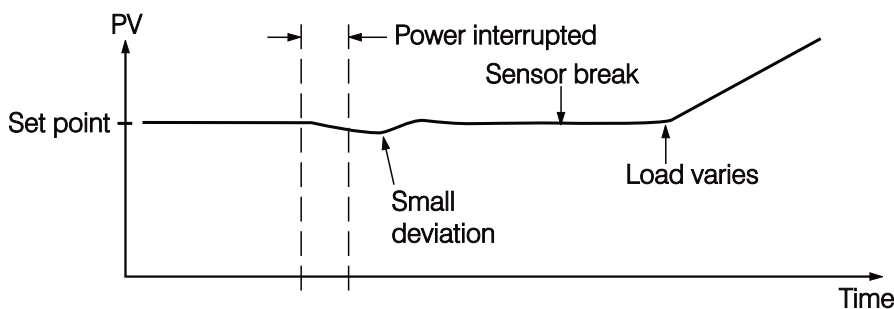 PV
Power interrupted
Sensor break
Set point
Load varies
Small
deviation
Time